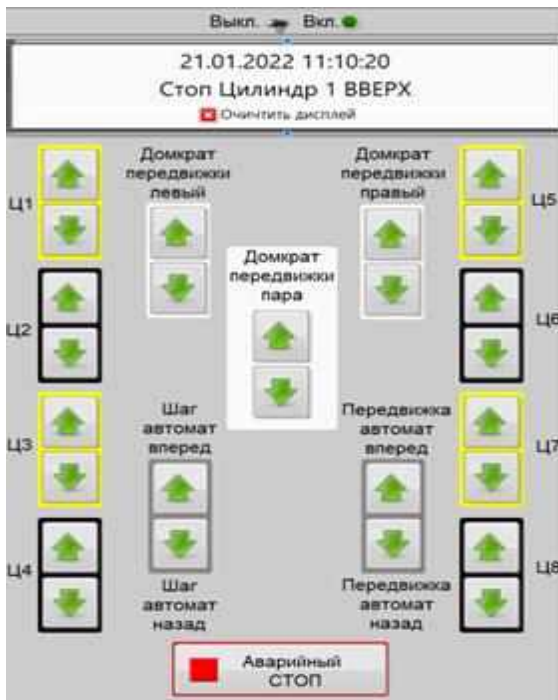 Выкл. Вкл.
21.01.2022 11:10:20
Стоп Цилиндр 1 ВВЕРХ
Очичтить дисплей
Домкрат
передвижки
левый
Домкрат
передвижки
правый
Ц1
Ц5
Домкрат
передвижки
пара
Ц2
Ц6
Шаг
автомат
вперед
Передвижка
автомат
вперед
Ц3
Ц7
Ц4
Ц8
Шаг
автомат
назад
Передвижка
автомат
назад
Аварийный
СТОП